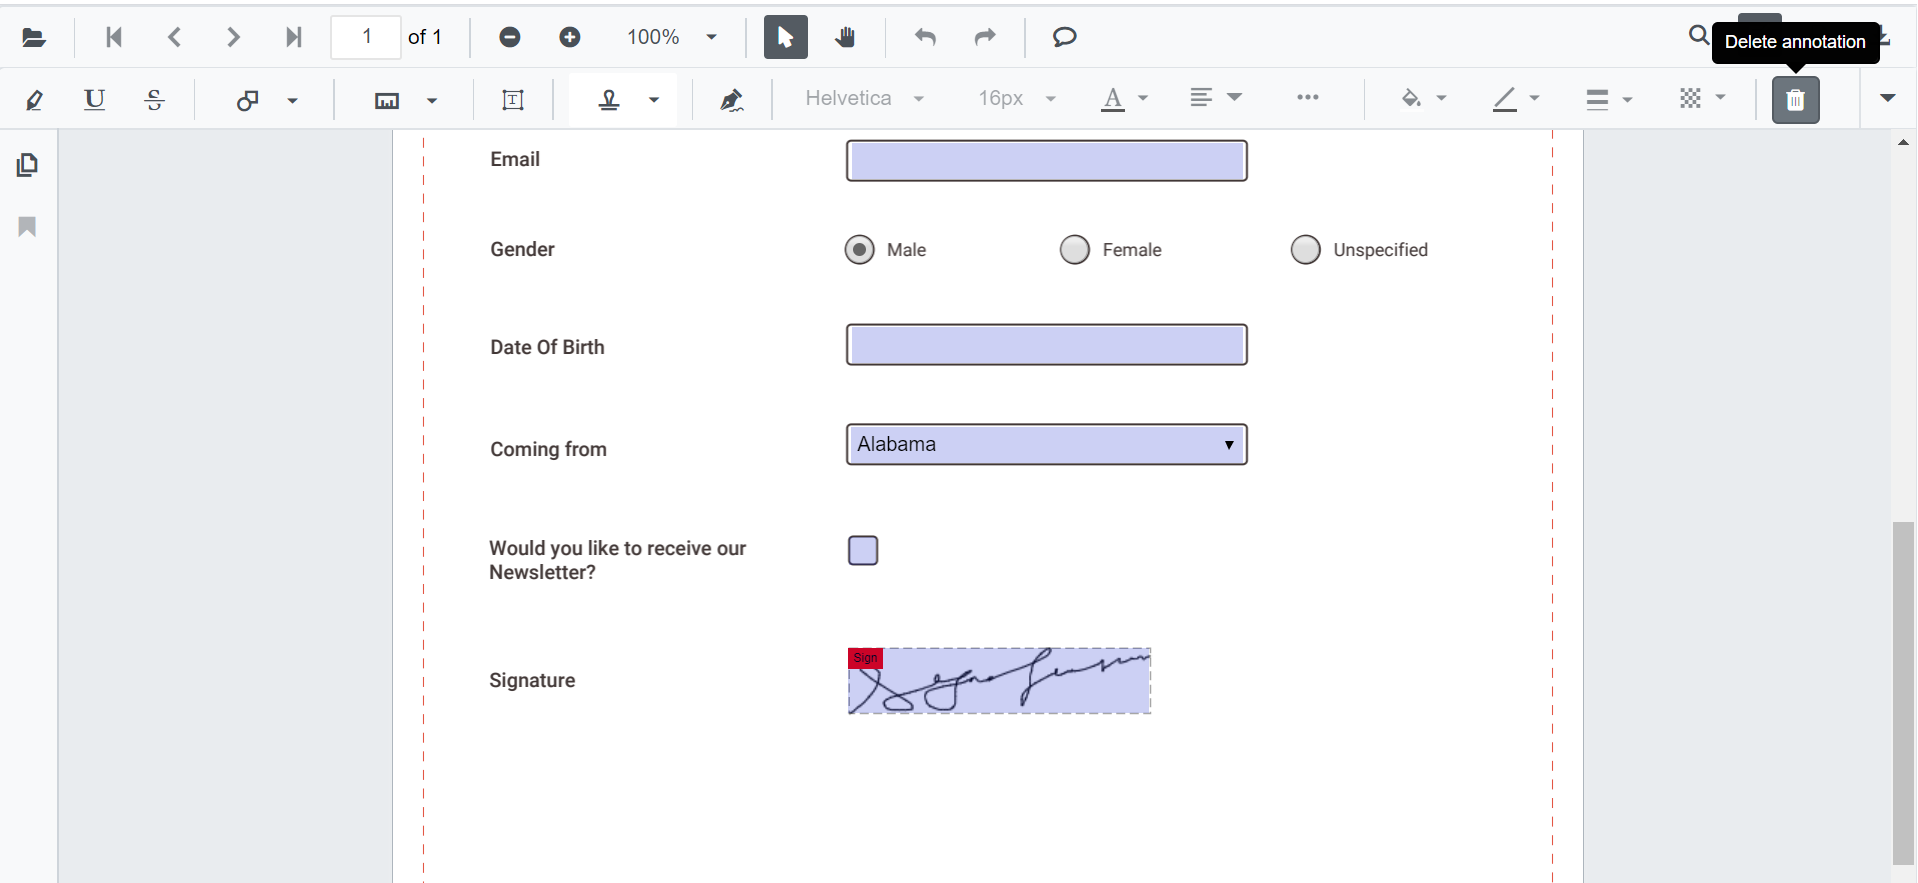 1 of 1 100%
Delete annotation
U S T Helvetica 16px A
Email
Gender Male Female Unspecified
Date Of Birth
Coming from Alabama
Would you like to receive our
Newsletter?
Sign
Signature